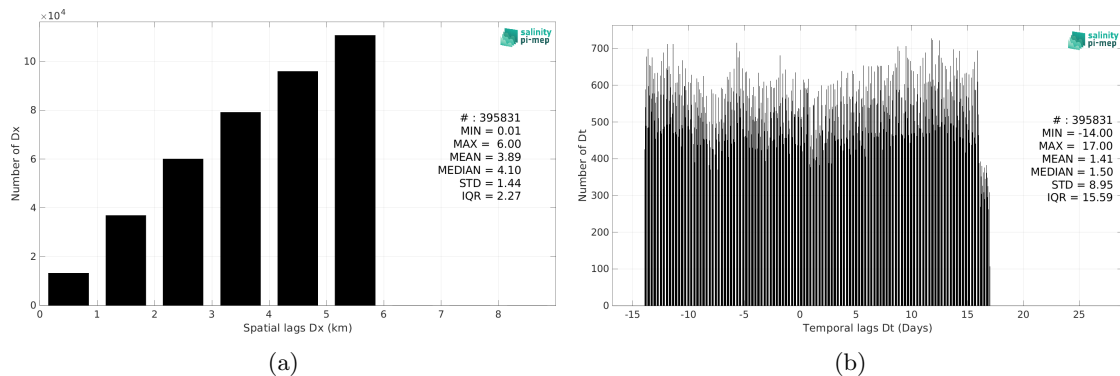 ×10⁴
salinity
pi-mep
10
8
6
4
2
0
Number of Dx
# : 395831
MIN = 0.01
MAX = 6.00
MEAN = 3.89
MEDIAN = 4.10
STD = 1.44
IQR = 2.27
0 1 2 3 4 5 6 7 8
Spatial lags Dx (km)
(a)
salinity
pi-mep
700
600
500
400
300
200
100
0
Number of Dt
# : 395831
MIN = -14.00
MAX = 17.00
MEAN = 1.41
MEDIAN = 1.50
STD = 8.95
IQR = 15.59
-15 -10 -5 0 5 10 15 20 25
Temporal lags Dt (Days)
(b)